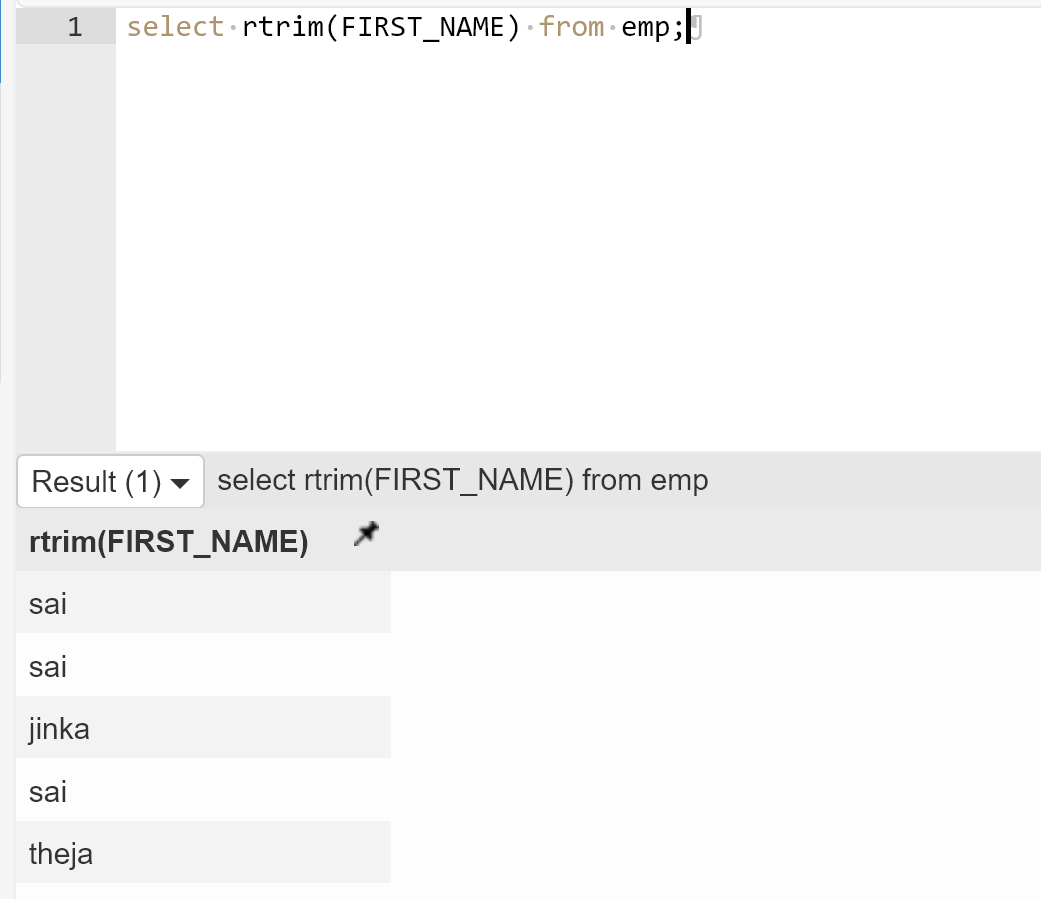 1 select rtrim(FIRST_NAME) from emp;
Result (1) select rtrim(FIRST_NAME) from emp
rtrim(FIRST_NAME)
sai
sai
jinka
sai
theja